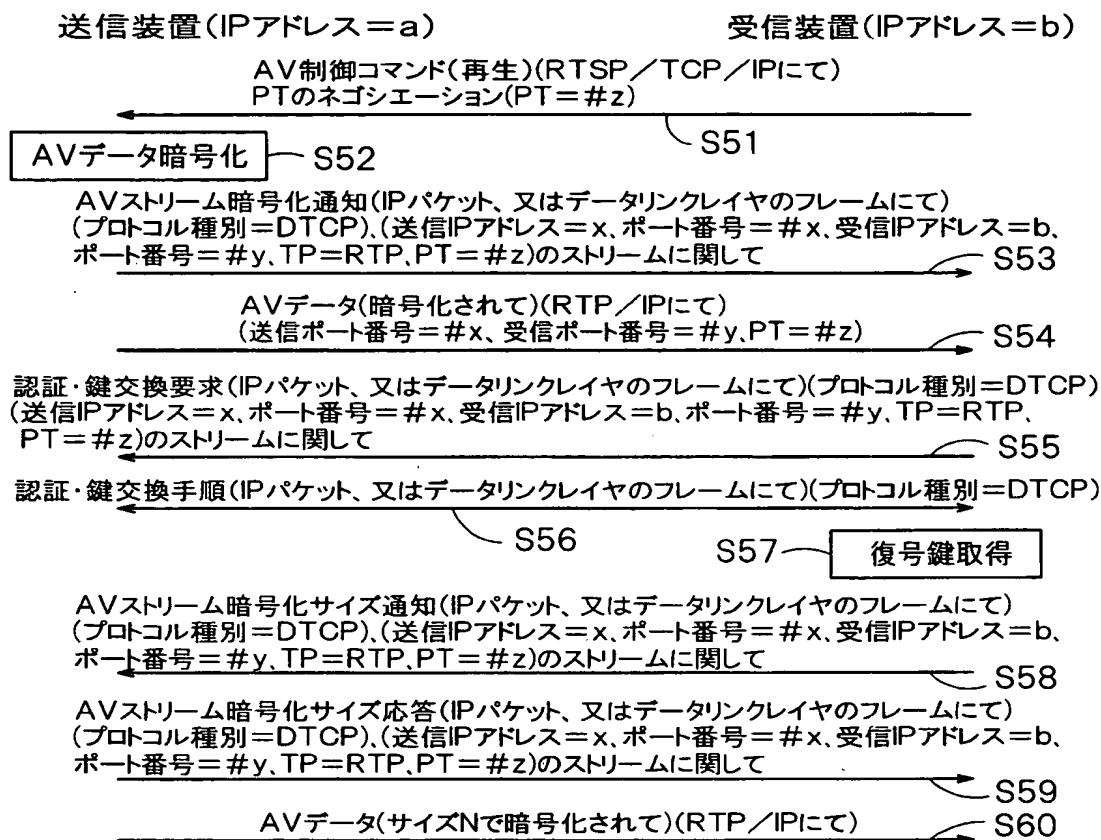 送信装置(IPアドレス=a)
受信装置(IPアドレス=b)
AV制御コマンド(再生)(RTSP/TCP/IPにて)
PTのネゴシエーション(PT=#z)
S51
AVデータ暗号化
S52
AVストリーム暗号化通知(IPパケット、又はデータリンクレイヤのフレームにて)
(プロトコル種別=DTCP)、(送信IPアドレス=x、ポート番号=#x、受信IPアドレス=b、
ポート番号=#y、TP=RTP、PT=#z)のストリームに関して
S53
AVデータ(暗号化されて)(RTP/IPにて)
(送信ポート番号=#x、受信ポート番号=#y、PT=#z)
S54
認証・鍵交換要求(IPパケット、又はデータリンクレイヤのフレームにて)(プロトコル種別=DTCP)
(送信IPアドレス=x、ポート番号=#x、受信IPアドレス=b、ポート番号=#y、TP=RTP、
PT=#z)のストリームに関して
S55
認証・鍵交換手順(IPパケット、又はデータリンクレイヤのフレームにて)(プロトコル種別=DTCP)
S56
S57
復号鍵取得
AVストリーム暗号化サイズ通知(IPパケット、又はデータリンクレイヤのフレームにて)
(プロトコル種別=DTCP)、(送信IPアドレス=x、ポート番号=#x、受信IPアドレス=b、
ポート番号=#y、TP=RTP、PT=#z)のストリームに関して
S58
AVストリーム暗号化サイズ応答(IPパケット、又はデータリンクレイヤのフレームにて)
(プロトコル種別=DTCP)、(送信IPアドレス=x、ポート番号=#x、受信IPアドレス=b、
ポート番号=#y、TP=RTP、PT=#z)のストリームに関して
S59
AVデータ(サイズNで暗号化されて)(RTP/IPにて)
S60